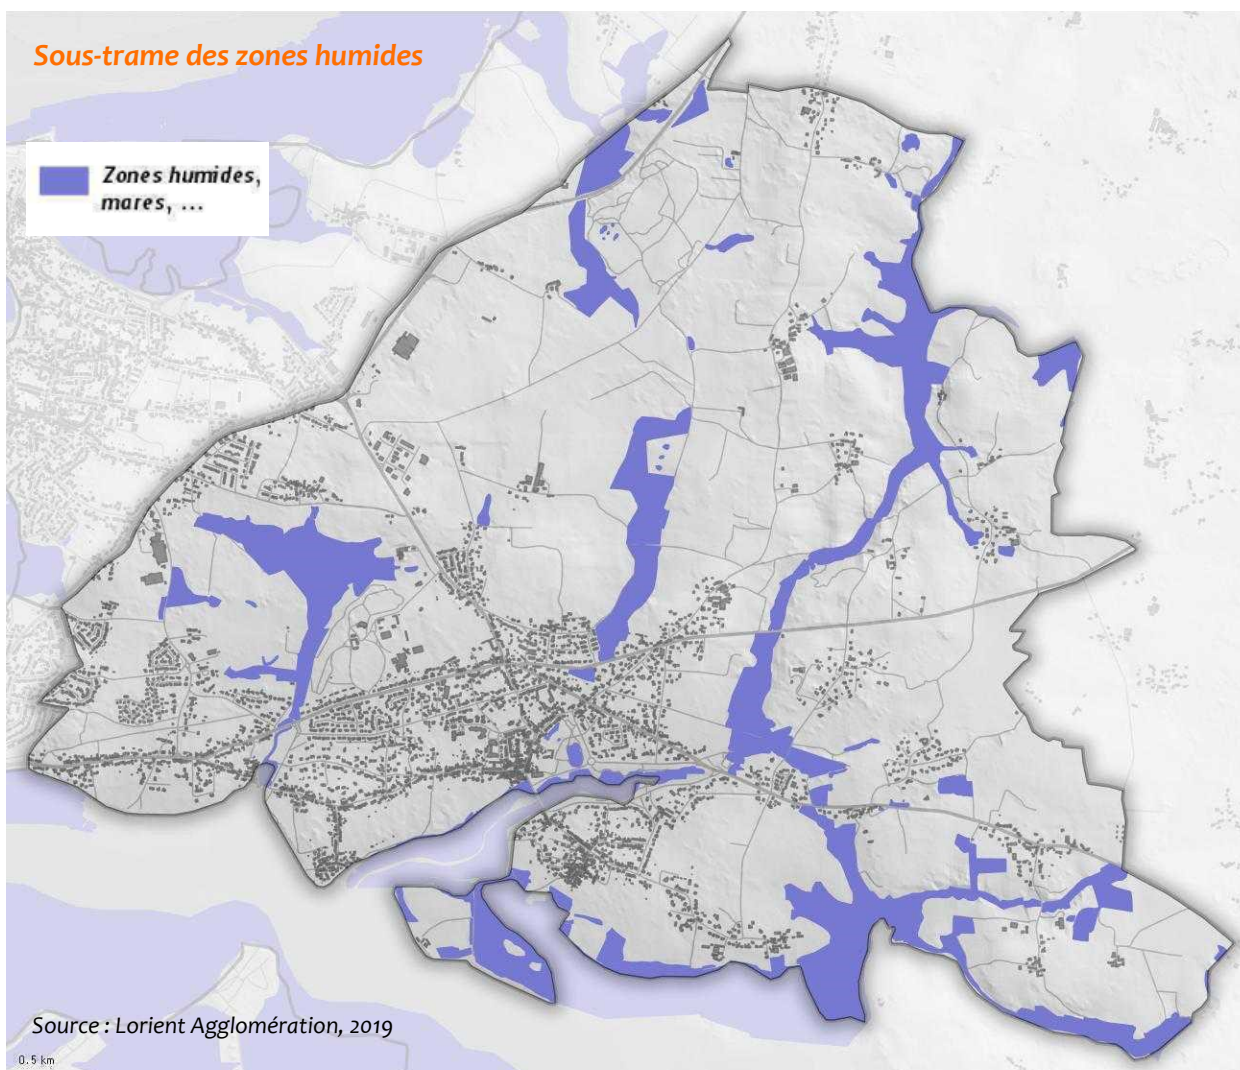 Sous-trame des zones humides
Zones humides,
mares, ...
Source : Lorient Agglomération, 2019
0.5 km